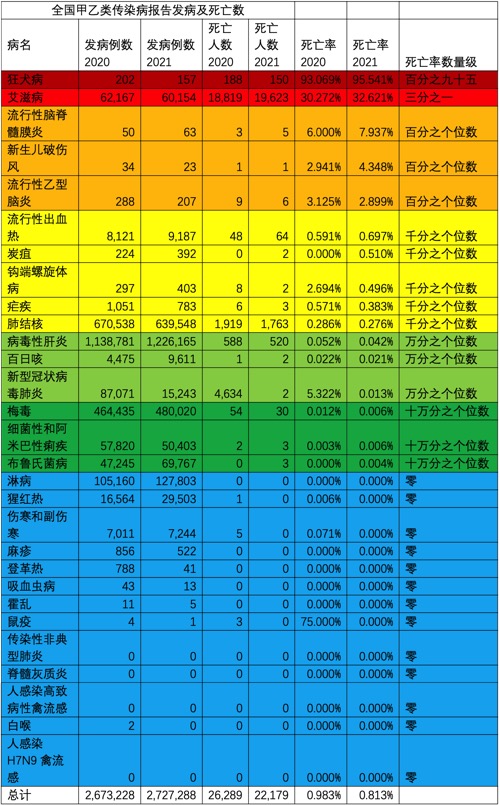 全国甲乙类传染病报告发病及死亡数
病名 发病例数 2020 发病例数 2021 死亡人数 2020 死亡人数 2021 死亡率 2020 死亡率 2021 死亡率数量级
狂犬病 202 157 188 150 93.069% 95.541% 百分之九十五
艾滋病 62,167 60,154 18,819 19,623 30.272% 32.621% 三分之一
流行性脑脊髓膜炎 50 63 3 5 6.000% 7.937% 百分之个位数
新生儿破伤风 34 23 1 1 2.941% 4.348% 百分之个位数
流行性乙型脑炎 288 207 9 6 3.125% 2.899% 百分之个位数
流行性出血热 8,121 9,187 48 64 0.591% 0.697% 千分之个位数
炭疽 224 392 0 2 0.000% 0.510% 千分之个位数
钩端螺旋体病 297 403 8 2 2.694% 0.496% 千分之个位数
疟疾 1,051 783 6 3 0.571% 0.383% 千分之个位数
肺结核 670,538 639,548 1,919 1,763 0.286% 0.276% 千分之个位数
病毒性肝炎 1,138,781 1,226,165 588 520 0.052% 0.042% 万分之个位数
百日咳 4,475 9,611 1 2 0.022% 0.021% 万分之个位数
新型冠状病毒肺炎 87,071 15,243 4,634 2 5.322% 0.013% 万分之个位数
梅毒 464,435 480,020 54 30 0.012% 0.006% 十万分之个位数
细菌性和阿米巴性痢疾 57,820 50,403 2 3 0.003% 0.006% 十万分之个位数
布鲁氏菌病 47,245 69,767 0 3 0.000% 0.004% 十万分之个位数
淋病 105,160 127,803 0 0 0.000% 0.000% 零
猩红热 16,564 29,503 1 0 0.006% 0.000% 零
伤寒和副伤寒 7,011 7,244 5 0 0.071% 0.000% 零
麻疹 856 522 0 0 0.000% 0.000% 零
登革热 788 41 0 0 0.000% 0.000% 零
吸血虫病 43 13 0 0 0.000% 0.000% 零
霍乱 11 5 0 0 0.000% 0.000% 零
鼠疫 4 1 3 0 75.000% 0.000% 零
传染性非典型肺炎 0 0 0 0 0.000% 0.000% 零
脊髓灰质炎 0 0 0 0 0.000% 0.000% 零
人感染高致病性禽流感 0 0 0 0 0.000% 0.000% 零
白喉 2 0 0 0 0.000% 0.000% 零
人感染H7N9禽流感 0 0 0 0 0.000% 0.000% 零
总计 2,673,228 2,727,288 26,289 22,179 0.983% 0.813%